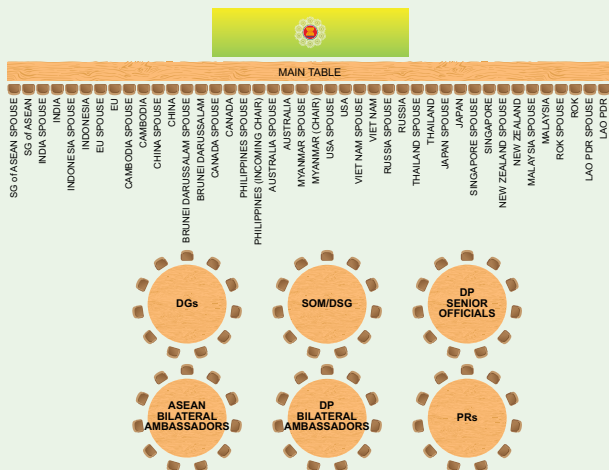 MAIN TABLE
SG of ASEAN SPOUSE
SG of ASEAN
INDIA SPOUSE
INDIA
INDONESIA SPOUSE
INDONESIA
EU SPOUSE
EU
CAMBODIA SPOUSE
CAMBODIA
CHINA SPOUSE
CHINA
BRUNEI DARUSSALAM SPOUSE
BRUNEI DARUSSALAM
CANADA SPOUSE
CANADA
PHILIPPINES SPOUSE
PHILIPPINES (INCOMING CHAIR)
AUSTRALIA SPOUSE
AUSTRALIA
MYANMAR SPOUSE
MYANMAR (CHAIR)
USA SPOUSE
USA
VIET NAM SPOUSE
VIET NAM
RUSSIA SPOUSE
RUSSIA
THAILAND SPOUSE
THAILAND
JAPAN SPOUSE
JAPAN
SINGAPORE SPOUSE
SINGAPORE
NEW ZEALAND SPOUSE
NEW ZEALAND
MALAYSIA SPOUSE
MALAYSIA
ROK SPOUSE
ROK
LAO PDR SPOUSE
LAO PDR
DGs
SOM/DSG
DP
SENIOR
OFFICIALS
ASEAN
BILATERAL
AMBASSADORS
DP
BILATERAL
AMBASSADORS
PRs